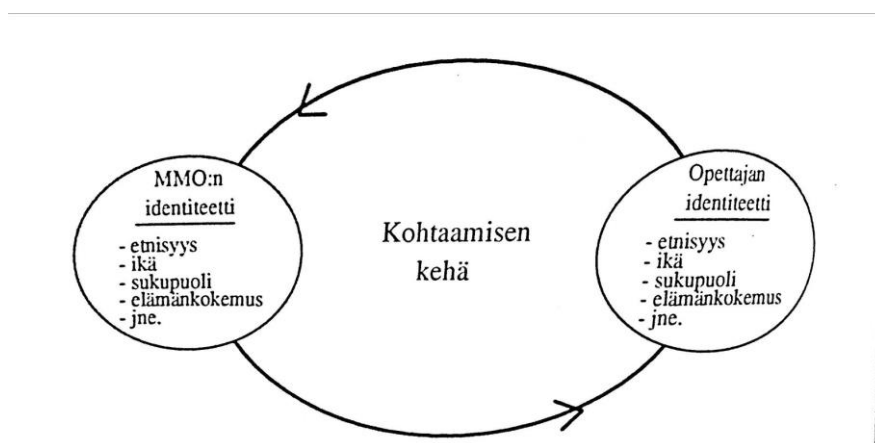 MMO:n
identiteetti
- etnisyys
- ikä
- sukupuoli
- elämänkokemus
- jne.
Kohtaamisen
kehä
Opettajan
identiteetti
- etnisyys
- ikä
- sukupuoli
- elämänkokemus
- jne.